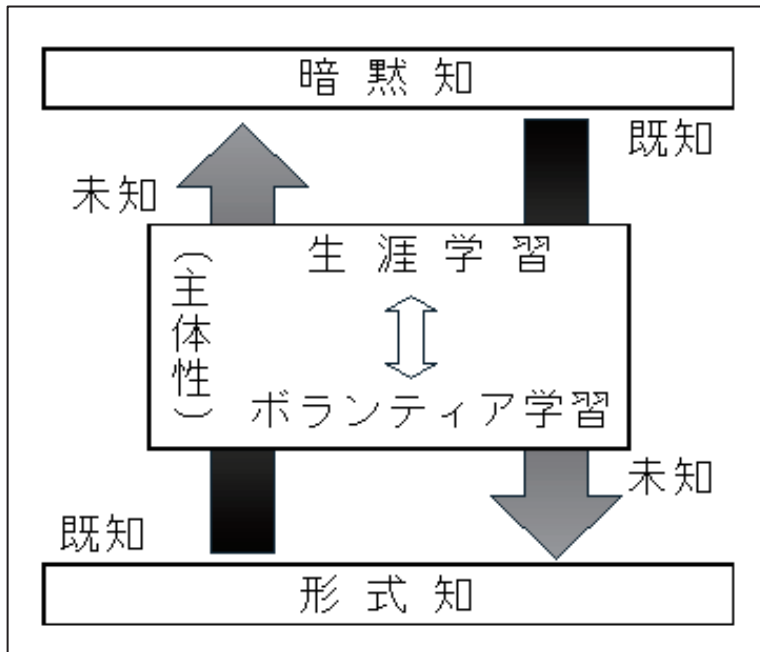 暗黙知
既知
未知
生涯学習
(主体性)
ボランティア学習
未知
既知
形式知